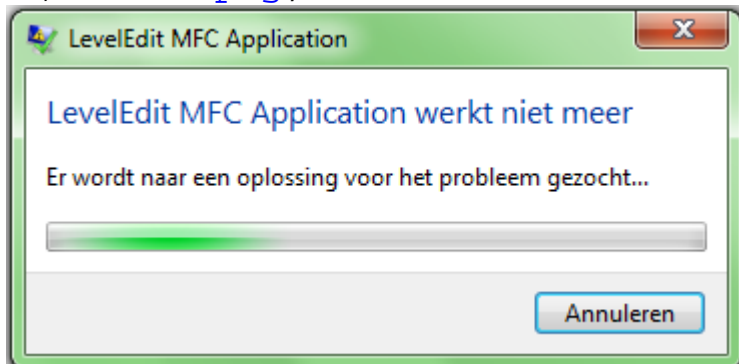 LevelEdit MFC Application
LevelEdit MFC Application werkt niet meer
Er wordt naar een oplossing voor het probleem gezocht...
Annuleren